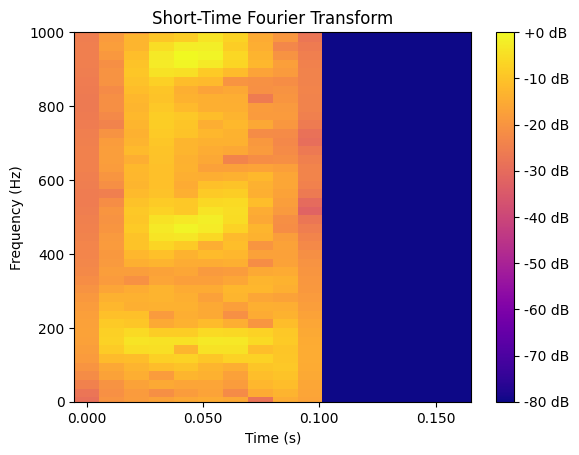 Short-Time Fourier Transform
Frequency (Hz)
1000
800
600
400
200
0
0.000
0.050
0.100
0.150
Time (s)
+0 dB
-10 dB
-20 dB
-30 dB
-40 dB
-50 dB
-60 dB
-70 dB
-80 dB